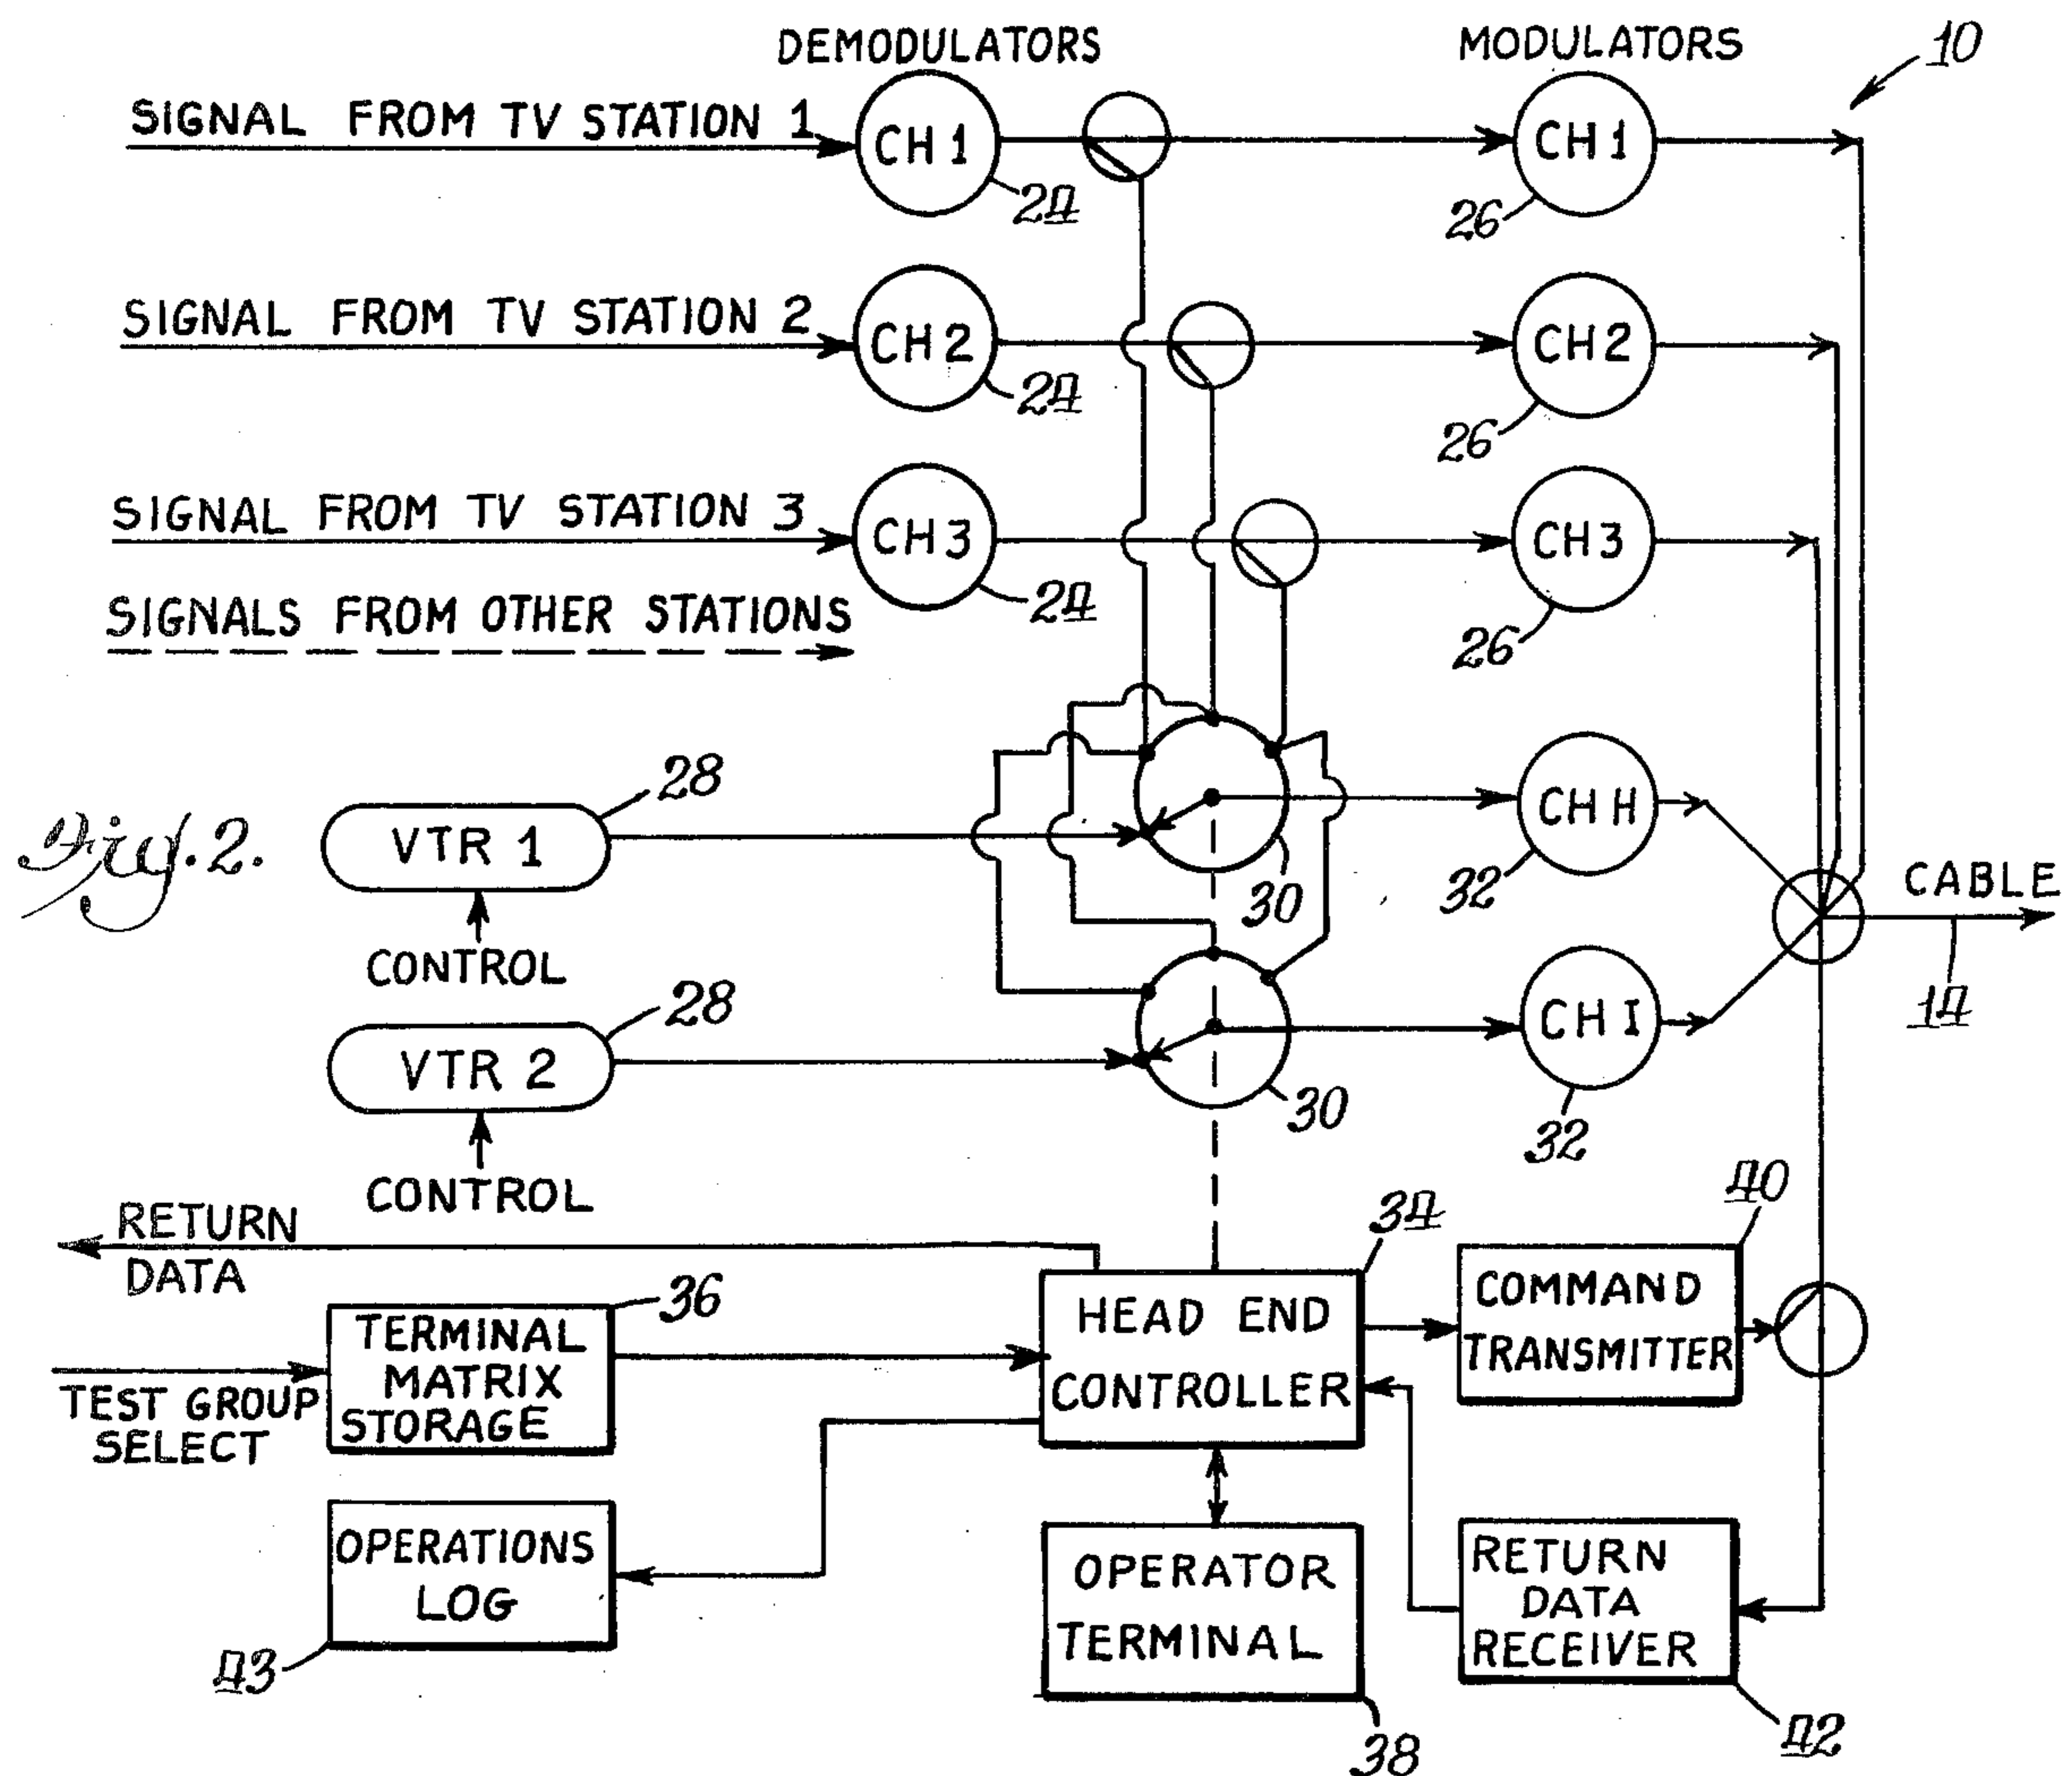 DEMODULATORS
MODULATORS
10
SIGNAL FROM TV STATION 1
CH 1
24
CH 1
26
SIGNAL FROM TV STATION 2
CH 2
24
CH 2
26
SIGNAL FROM TV STATION 3
CH 3
24
CH 3
26
SIGNALS FROM OTHER STATIONS
Fig. 2.
VTR 1
28
CONTROL
30
CH H
32
CABLE
14
VTR 2
28
CONTROL
30
CH I
32
RETURN
DATA
TEST GROUP
SELECT
TERMINAL
MATRIX
STORAGE
36
HEAD END
CONTROLLER
34
COMMAND
TRANSMITTER
40
OPERATIONS
LOG
43
OPERATOR
TERMINAL
38
RETURN
DATA
RECEIVER
42